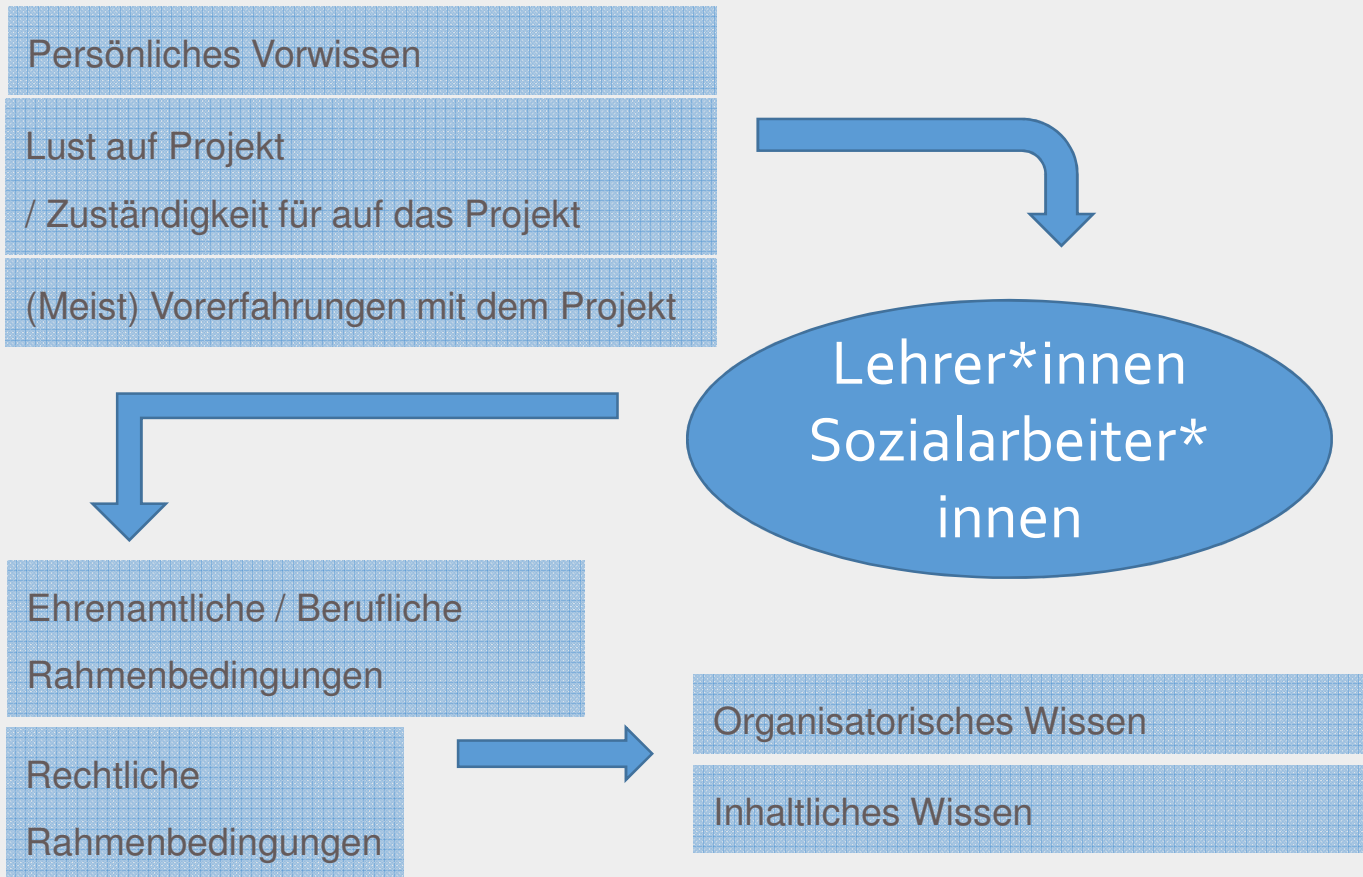 Persönliches Vorwissen
Lust auf Projekt
/ Zuständigkeit für auf das Projekt
(Meist) Vorerfahrungen mit dem Projekt
Lehrer*innen
Sozialarbeiter*
innen
Ehrenamtliche / Berufliche
Rahmenbedingungen
Rechtliche
Rahmenbedingungen
Organisatorisches Wissen
Inhaltliches Wissen